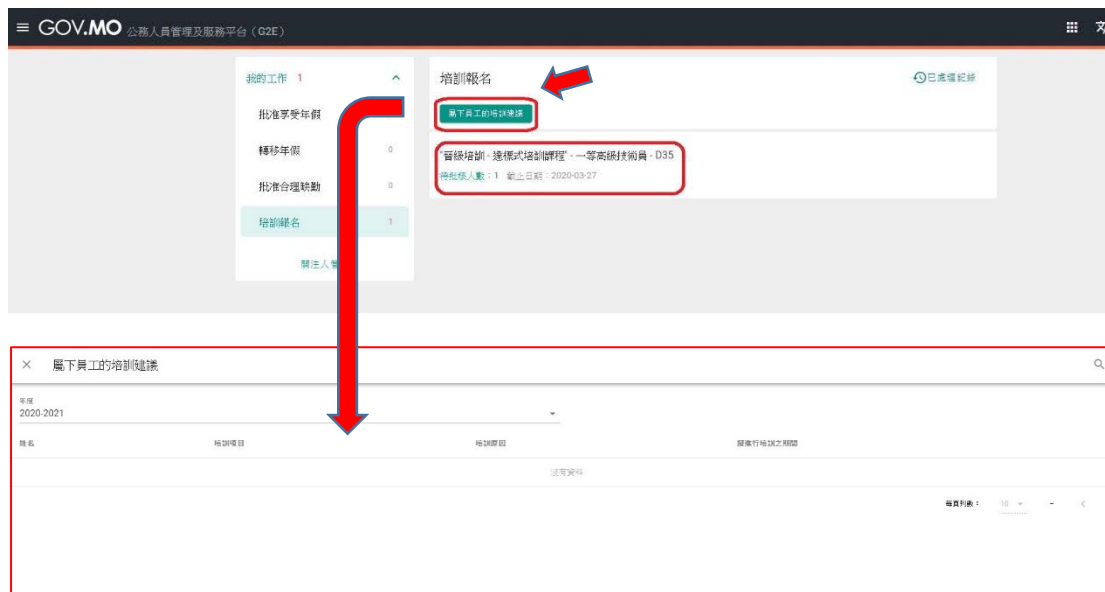 GOV.MO 公務人員管理及服務平台（G2E）
我的工作 1
批准享受年假
轉移年假 0
批准合理缺勤 0
培訓報名 1
關注人
培訓報名
已處理記錄
屬下員工的培訓建議
"晉級培訓 - 達標式培訓課程" - 一等高級技術員 - D35
待批核人數：1 截止日期：2020-03-27
屬下員工的培訓建議
年度
2020-2021
姓名 培訓項目 培訓原因 擬進行培訓之期間
沒有資料
每頁列數： 10 -